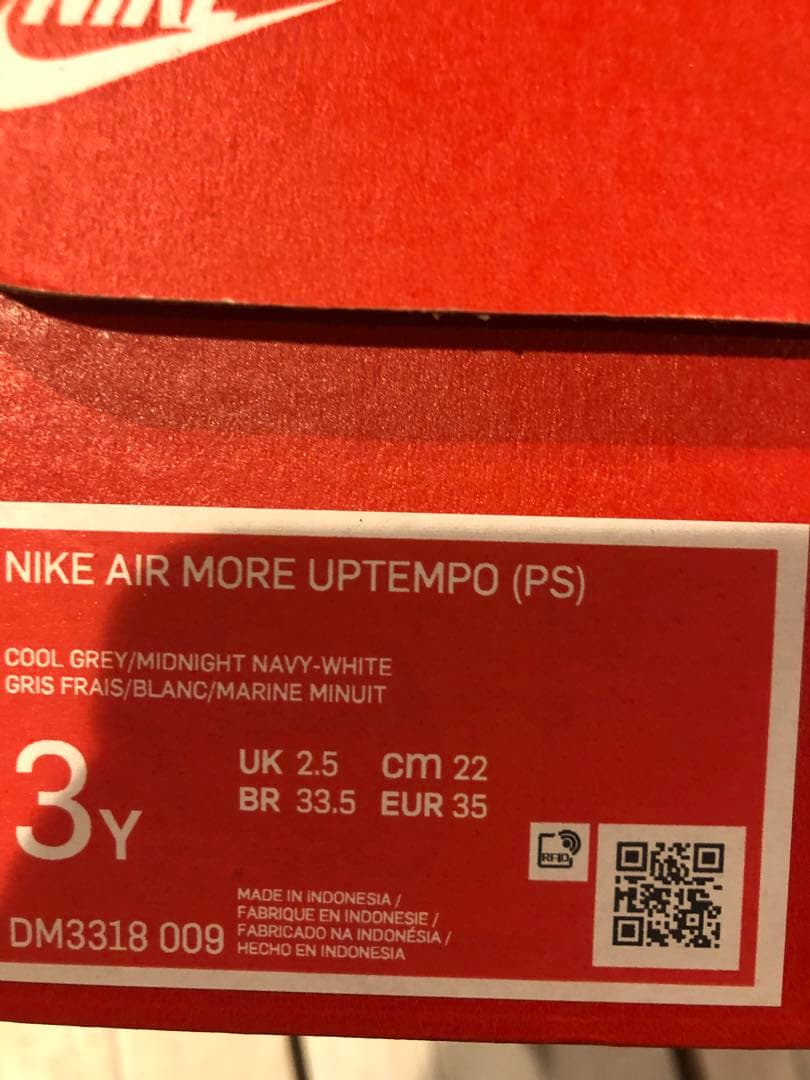 NIKE
NIKE AIR MORE UPTEMPO (PS)
COOL GREY/MIDNIGHT NAVY-WHITE
GRIS FRAIS/BLANC/MARINE MINUIT
3Y
UK 2.5 cm 22
BR 33.5 EUR 35
RFID
MADE IN INDONESIA /
FABRIQUE EN INDONESIE /
FABRICADO NA INDONÉSIA /
HECHO EN INDONESIA
DM3318 009